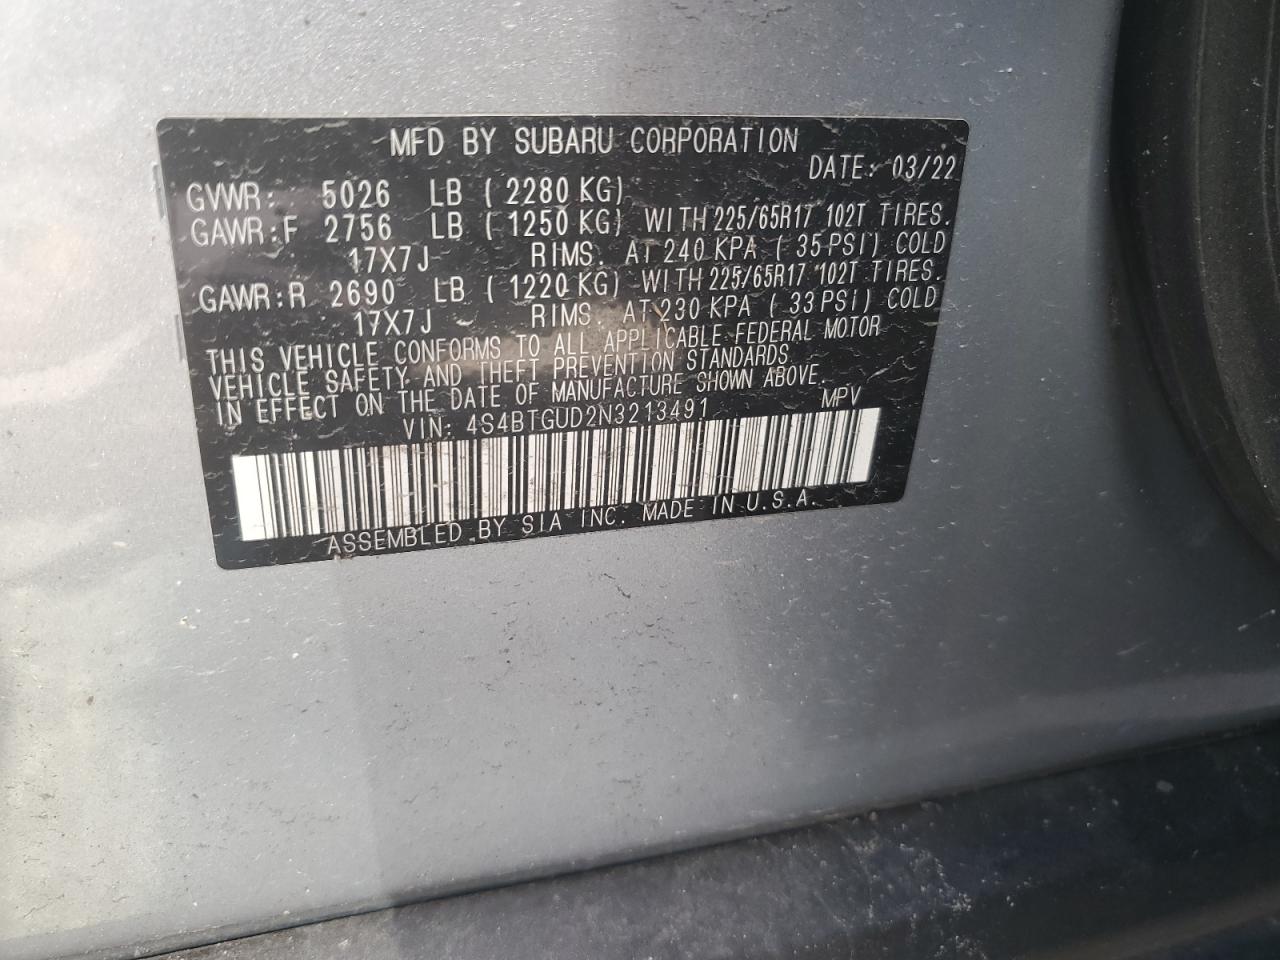 MFD BY SUBARU CORPORATION
DATE: 03/22
GVWR: 5026 LB ( 2280 KG)
GAWR:F 2756 LB ( 1250 KG) WITH 225/65R17 102T TIRES.
17X7J RIMS. AT 240 KPA ( 35 PSI) COLD
GAWR:R 2690 LB ( 1220 KG) WITH 225/65R17 102T TIRES.
17X7J RIMS. AT 230 KPA ( 33 PSI) COLD
THIS VEHICLE CONFORMS TO ALL APPLICABLE FEDERAL MOTOR
VEHICLE SAFETY AND THEFT PREVENTION STANDARDS
IN EFFECT ON THE DATE OF MANUFACTURE SHOWN ABOVE.
VIN: 4S4BTGUD2N3213491 MPV
ASSEMBLED BY SIA INC. MADE IN U.S.A.